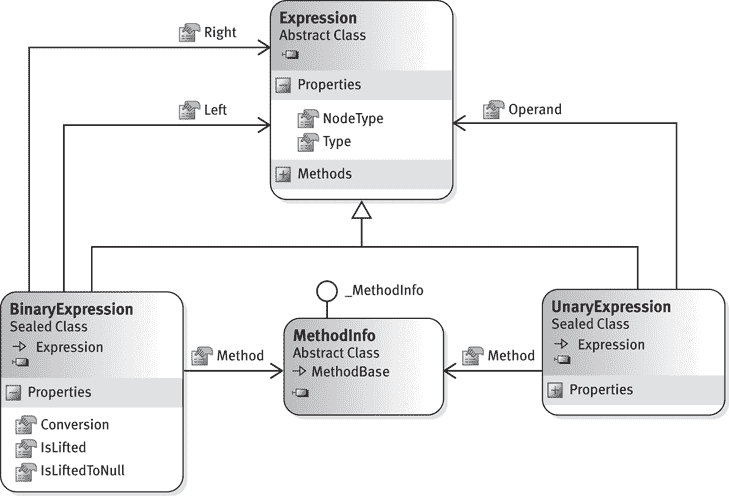 Expression
Abstract Class
Properties
NodeType
Type
Methods
Right
Left
Operand
BinaryExpression
Sealed Class
Expression
Properties
Conversion
IsLifted
IsLiftedToNull
Method
_MethodInfo
MethodInfo
Abstract Class
MethodBase
Method
UnaryExpression
Sealed Class
Expression
Properties